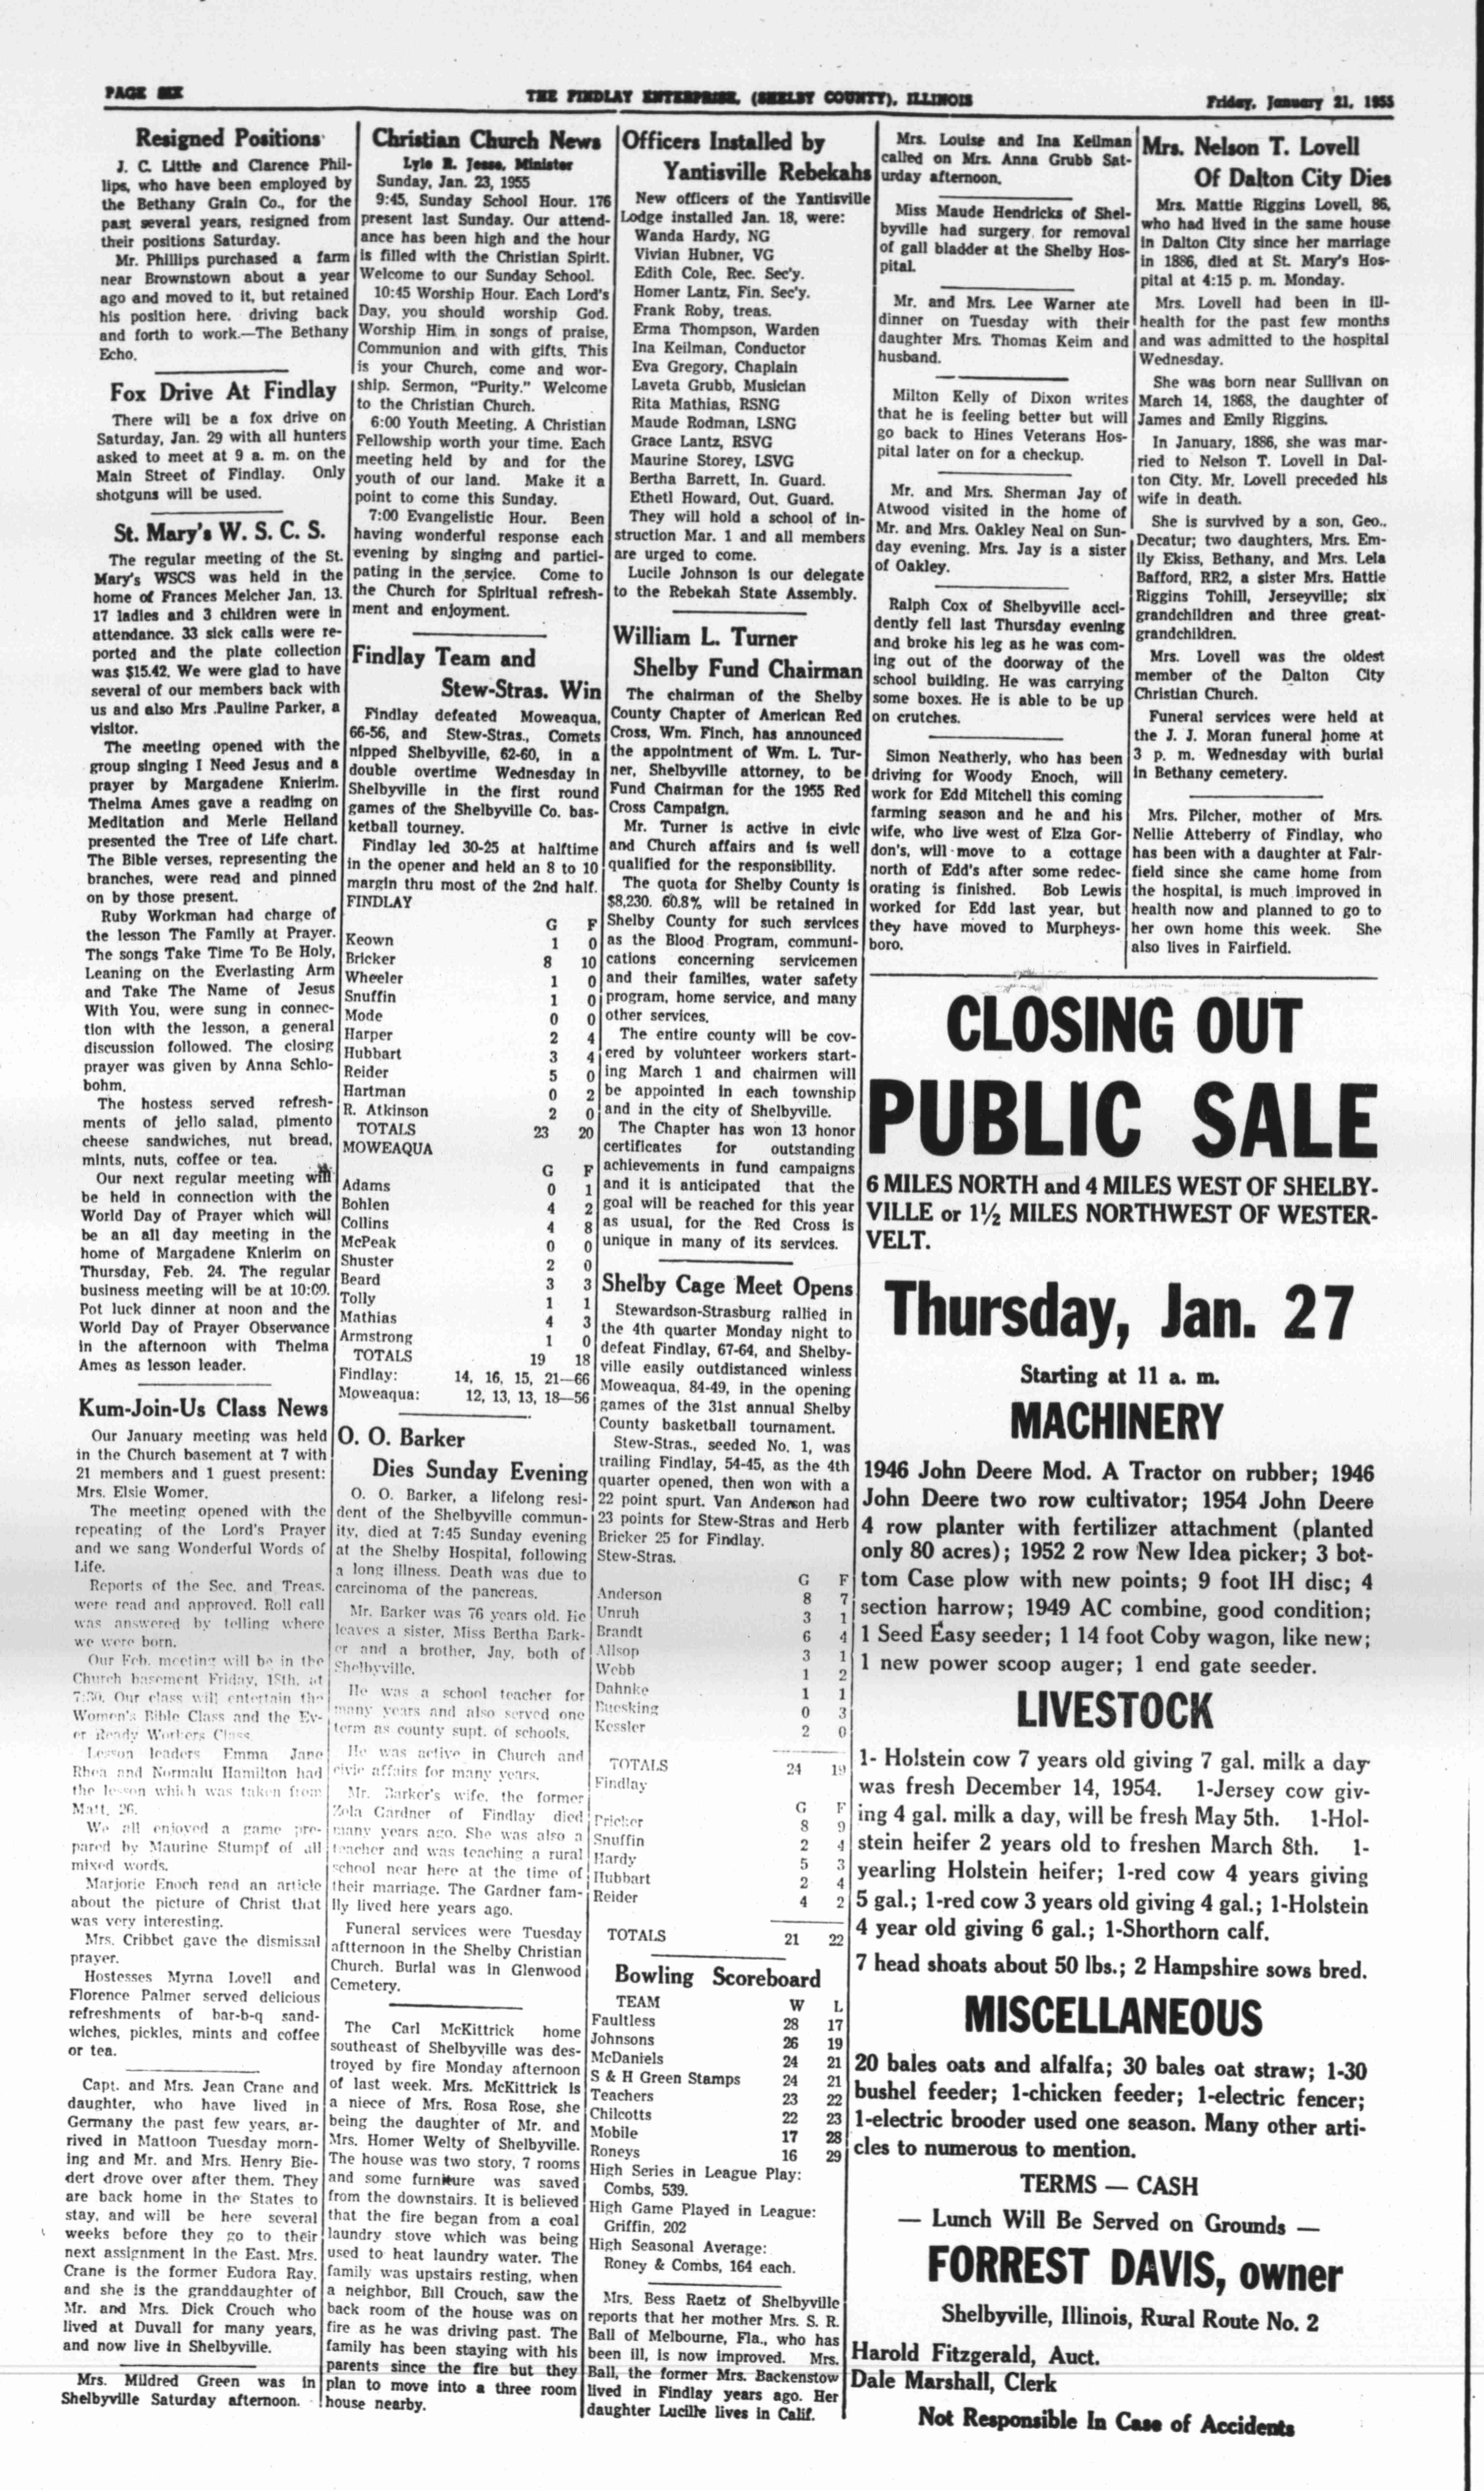 PAGE SIX
THE FINDLAY ENTERPRISE, (SHELBY COUNTY), ILLINOIS
Friday, January 21, 1955
Resigned Positions
J. C. Little and Clarence Phil-
lips, who have been employed by
the Bethany Grain Co., for the
past several years, resigned from
their positions Saturday.
Mr. Phillips purchased a farm
near Brownstown about a year
ago and moved to it, but retained
his position here, driving back
and forth to work.—The Bethany
Echo.
Fox Drive At Findlay
There will be a fox drive on
Saturday, Jan. 29 with all hunters
asked to meet at 9 a. m. on the
Main Street of Findlay. Only
shotguns will be used.
St. Mary's W. S. C. S.
The regular meeting of the St.
Mary's WSCS was held in the
home of Frances Melcher Jan. 13.
17 ladies and 3 children were in
attendance. 33 sick calls were re-
ported and the plate collection
was $15.42. We were glad to have
several of our members back with
us and also Mrs .Pauline Parker, a
visitor.
The meeting opened with the
group singing I Need Jesus and a
prayer by Margadene Knierim.
Thelma Ames gave a reading on
Meditation and Merle Heiland
presented the Tree of Life chart.
The Bible verses, representing the
branches, were read and pinned
on by those present.
Ruby Workman had charge of
the lesson The Family at Prayer.
The songs Take Time To Be Holy,
Leaning on the Everlasting Arm
and Take The Name of Jesus
With You, were sung in connec-
tion with the lesson, a general
discussion followed. The closing
prayer was given by Anna Schlo-
bohm.
The hostess served refresh-
ments of jello salad, pimento
cheese sandwiches, nut bread,
mints, nuts, coffee or tea.
Our next regular meeting will
be held in connection with the
World Day of Prayer which will
be an all day meeting in the
home of Margadene Knierim on
Thursday, Feb. 24. The regular
business meeting will be at 10:00.
Pot luck dinner at noon and the
World Day of Prayer Observance
in the afternoon with Thelma
Ames as lesson leader.
Kum-Join-Us Class News
Our January meeting was held
in the Church basement at 7 with
21 members and 1 guest present:
Mrs. Elsie Womer.
The meeting opened with the
repeating of the Lord's Prayer
and we sang Wonderful Words of
Life.
Reports of the Sec. and Treas.
were read and approved. Roll call
was answered by telling where
we were born.
Our Feb. meeting will be in the
Church basement Friday, 18th, at
7:30. Our class will entertain the
Women's Bible Class and the Ev-
er Ready Workers Class.
Lesson leaders Emma Jane
Rhea and Normalu Hamilton had
the lesson which was taken from
Matt. 26.
We all enjoyed a game pre-
pared by Maurine Stumpf of all
mixed words.
Marjorie Enoch read an article
about the picture of Christ that
was very interesting.
Mrs. Cribbet gave the dismissal
prayer.
Hostesses Myrna Lovell and
Florence Palmer served delicious
refreshments of bar-b-q sand-
wiches, pickles, mints and coffee
or tea.
Capt. and Mrs. Jean Crane and
daughter, who have lived in
Germany the past few years, ar-
rived in Mattoon Tuesday morn-
ing and Mr. and Mrs. Henry Bie-
dert drove over after them. They
are back home in the States to
stay, and will be here several
weeks before they go to their
next assignment in the East. Mrs.
Crane is the former Eudora Ray,
and she is the granddaughter of
Mr. and Mrs. Dick Crouch who
lived at Duvall for many years,
and now live in Shelbyville.
Mrs. Mildred Green was in
Shelbyville Saturday afternoon.
Christian Church News
Lyle R. Jesse, Minister
Sunday, Jan. 23, 1955
9:45, Sunday School Hour. 176
present last Sunday. Our attend-
ance has been high and the hour
is filled with the Christian Spirit.
Welcome to our Sunday School.
10:45 Worship Hour. Each Lord's
Day, you should worship God.
Worship Him in songs of praise,
Communion and with gifts. This
is your Church, come and wor-
ship. Sermon, "Purity." Welcome
to the Christian Church.
6:00 Youth Meeting. A Christian
Fellowship worth your time. Each
meeting held by and for the
youth of our land. Make it a
point to come this Sunday.
7:00 Evangelistic Hour. Been
having wonderful response each
evening by singing and partici-
pating in the service. Come to
the Church for Spiritual refresh-
ment and enjoyment.
Findlay Team and
Stew-Stras. Win
Findlay defeated Moweaqua,
66-56, and Stew-Stras., Comets
nipped Shelbyville, 62-60, in a
double overtime Wednesday in
Shelbyville in the first round
games of the Shelbyville Co. bas-
ketball tourney.
Findlay led 30-25 at halftime
in the opener and held an 8 to 10
margin thru most of the 2nd half.
FINDLAY
G F
Keown 1 0
Bricker 8 10
Wheeler 1 0
Snuffin 1 0
Mode 0 0
Harper 2 4
Hubbart 3 4
Reider 5 0
Hartman 0 2
R. Atkinson 2 0
TOTALS 23 20
MOWEAQUA
G F
Adams 0 1
Bohlen 4 2
Collins 4 8
McPeak 0 0
Shuster 2 0
Beard 3 3
Tolly 1 1
Mathias 4 3
Armstrong 1 0
TOTALS 19 18
Findlay: 14, 16, 15, 21—66
Moweaqua: 12, 13, 13, 18—56
O. O. Barker
Dies Sunday Evening
O. O. Barker, a lifelong resi-
dent of the Shelbyville commun-
ity, died at 7:45 Sunday evening
at the Shelby Hospital, following
a long illness. Death was due to
carcinoma of the pancreas.
Mr. Barker was 76 years old. He
leaves a sister, Miss Bertha Bark-
er and a brother, Jay, both of
Shelbyville.
He was a school teacher for
many years and also served one
term as county supt. of schools.
He was active in Church and
civic affairs for many years.
Mr. Barker's wife, the former
Zola Gardner of Findlay died
many years ago. She was also a
teacher and was teaching a rural
school near here at the time of
their marriage. The Gardner fam-
ily lived here years ago.
Funeral services were Tuesday
aftternoon in the Shelby Christian
Church. Burial was in Glenwood
Cemetery.
The Carl McKittrick home
southeast of Shelbyville was des-
troyed by fire Monday afternoon
of last week. Mrs. McKittrick is
a niece of Mrs. Rosa Rose, she
being the daughter of Mr. and
Mrs. Homer Welty of Shelbyville.
The house was two story, 7 rooms
and some furniture was saved
from the downstairs. It is believed
that the fire began from a coal
laundry stove which was being
used to heat laundry water. The
family was upstairs resting, when
a neighbor, Bill Crouch, saw the
back room of the house was on
fire as he was driving past. The
family has been staying with his
parents since the fire but they
plan to move into a three room
house nearby.
Officers Installed by
Yantisville Rebekahs
New officers of the Yantisville
Lodge installed Jan. 18, were:
Wanda Hardy, NG
Vivian Hubner, VG
Edith Cole, Rec. Sec'y.
Homer Lantz, Fin. Sec'y.
Frank Roby, treas.
Erma Thompson, Warden
Ina Keilman, Conductor
Eva Gregory, Chaplain
Laveta Grubb, Musician
Rita Mathias, RSNG
Maude Rodman, LSNG
Grace Lantz, RSVG
Maurine Storey, LSVG
Bertha Barrett, In. Guard.
Ethetl Howard, Out. Guard.
They will hold a school of in-
struction Mar. 1 and all members
are urged to come.
Lucile Johnson is our delegate
to the Rebekah State Assembly.
William L. Turner
Shelby Fund Chairman
The chairman of the Shelby
County Chapter of American Red
Cross, Wm. Finch, has announced
the appointment of Wm. L. Tur-
ner, Shelbyville attorney, to be
Fund Chairman for the 1955 Red
Cross Campaign.
Mr. Turner is active in civic
and Church affairs and is well
qualified for the responsibility.
The quota for Shelby County is
$8,230. 60.8% will be retained in
Shelby County for such services
as the Blood Program, communi-
cations concerning servicemen
and their families, water safety
program, home service, and many
other services.
The entire county will be cov-
ered by volunteer workers start-
ing March 1 and chairmen will
be appointed in each township
and in the city of Shelbyville.
The Chapter has won 13 honor
certificates for outstanding
achievements in fund campaigns
and it is anticipated that the
goal will be reached for this year
as usual, for the Red Cross is
unique in many of its services.
Shelby Cage Meet Opens
Stewardson-Strasburg rallied in
the 4th quarter Monday night to
defeat Findlay, 67-64, and Shelby-
ville easily outdistanced winless
Moweaqua, 84-49, in the opening
games of the 31st annual Shelby
County basketball tournament.
Stew-Stras., seeded No. 1, was
trailing Findlay, 54-45, as the 4th
quarter opened, then won with a
22 point spurt. Van Anderson had
23 points for Stew-Stras and Herb
Bricker 25 for Findlay.
Stew-Stras.
G F
Anderson 8 7
Unruh 3 1
Brandt 6 4
Allsop 3 1
Webb 1 2
Dahnke 1 1
Buesking 0 3
Kessler 2 0
TOTALS 24 19
Findlay
G F
Bricker 8 9
Snuffin 2 4
Hardy 5 3
Hubbart 2 4
Reider 4 2
TOTALS 21 22
Bowling Scoreboard
TEAM W L
Faultless 28 17
Johnsons 26 19
McDaniels 24 21
S & H Green Stamps 24 21
Teachers 23 22
Chilcotts 22 23
Mobile 17 28
Roneys 16 29
High Series in League Play:
Combs, 539.
High Game Played in League:
Griffin, 202
High Seasonal Average:
Roney & Combs, 164 each.
Mrs. Bess Raetz of Shelbyville
reports that her mother Mrs. S. R.
Ball of Melbourne, Fla., who has
been ill, is now improved. Mrs.
Ball, the former Mrs. Backenstow
lived in Findlay years ago. Her
daughter Lucille lives in Calif.
Mrs. Louise and Ina Keilman
called on Mrs. Anna Grubb Sat-
urday afternoon.
Miss Maude Hendricks of Shel-
byville had surgery for removal
of gall bladder at the Shelby Hos-
pital.
Mr. and Mrs. Lee Warner ate
dinner on Tuesday with their
daughter Mrs. Thomas Keim and
husband.
Milton Kelly of Dixon writes
that he is feeling better but will
go back to Hines Veterans Hos-
pital later on for a checkup.
Mr. and Mrs. Sherman Jay of
Atwood visited in the home of
Mr. and Mrs. Oakley Neal on Sun-
day evening. Mrs. Jay is a sister
of Oakley.
Ralph Cox of Shelbyville acci-
dently fell last Thursday evening
and broke his leg as he was com-
ing out of the doorway of the
school building. He was carrying
some boxes. He is able to be up
on crutches.
Simon Neatherly, who has been
driving for Woody Enoch, will
work for Edd Mitchell this coming
farming season and he and his
wife, who live west of Elza Gor-
don's, will move to a cottage
north of Edd's after some redec-
orating is finished. Bob Lewis
worked for Edd last year, but
they have moved to Murpheys-
boro.
Mrs. Nelson T. Lovell
Of Dalton City Dies
Mrs. Mattie Riggins Lovell, 86,
who had lived in the same house
in Dalton City since her marriage
in 1886, died at St. Mary's Hos-
pital at 4:15 p. m. Monday.
Mrs. Lovell had been in ill-
health for the past few months
and was admitted to the hospital
Wednesday.
She was born near Sullivan on
March 14, 1868, the daughter of
James and Emily Riggins.
In January, 1886, she was mar-
ried to Nelson T. Lovell in Dal-
ton City. Mr. Lovell preceded his
wife in death.
She is survived by a son, Geo.,
Decatur; two daughters, Mrs. Em-
ily Ekiss, Bethany, and Mrs. Lela
Bafford, RR2, a sister Mrs. Hattie
Riggins Tohill, Jerseyville; six
grandchildren and three great-
grandchildren.
Mrs. Lovell was the oldest
member of the Dalton City
Christian Church.
Funeral services were held at
the J. J. Moran funeral home at
3 p. m. Wednesday with burial
in Bethany cemetery.
Mrs. Pilcher, mother of Mrs.
Nellie Atteberry of Findlay, who
has been with a daughter at Fair-
field since she came home from
the hospital, is much improved in
health now and planned to go to
her own home this week. She
also lives in Fairfield.
CLOSING OUT
PUBLIC SALE
6 MILES NORTH and 4 MILES WEST OF SHELBY-
VILLE or 1½ MILES NORTHWEST OF WESTER-
VELT.
Thursday, Jan. 27
Starting at 11 a. m.
MACHINERY
1946 John Deere Mod. A Tractor on rubber; 1946
John Deere two row cultivator; 1954 John Deere
4 row planter with fertilizer attachment (planted
only 80 acres); 1952 2 row New Idea picker; 3 bot-
tom Case plow with new points; 9 foot IH disc; 4
section harrow; 1949 AC combine, good condition;
1 Seed Easy seeder; 1 14 foot Coby wagon, like new;
1 new power scoop auger; 1 end gate seeder.
LIVESTOCK
1- Holstein cow 7 years old giving 7 gal. milk a day
was fresh December 14, 1954. 1-Jersey cow giv-
ing 4 gal. milk a day, will be fresh May 5th. 1-Hol-
stein heifer 2 years old to freshen March 8th. 1-
yearling Holstein heifer; 1-red cow 4 years giving
5 gal.; 1-red cow 3 years old giving 4 gal.; 1-Holstein
4 year old giving 6 gal.; 1-Shorthorn calf.
7 head shoats about 50 lbs.; 2 Hampshire sows bred.
MISCELLANEOUS
20 bales oats and alfalfa; 30 bales oat straw; 1-30
bushel feeder; 1-chicken feeder; 1-electric fencer;
1-electric brooder used one season. Many other arti-
cles to numerous to mention.
TERMS — CASH
— Lunch Will Be Served on Grounds —
FORREST DAVIS, owner
Shelbyville, Illinois, Rural Route No. 2
Harold Fitzgerald, Auct.
Dale Marshall, Clerk
Not Responsible In Case of Accidents